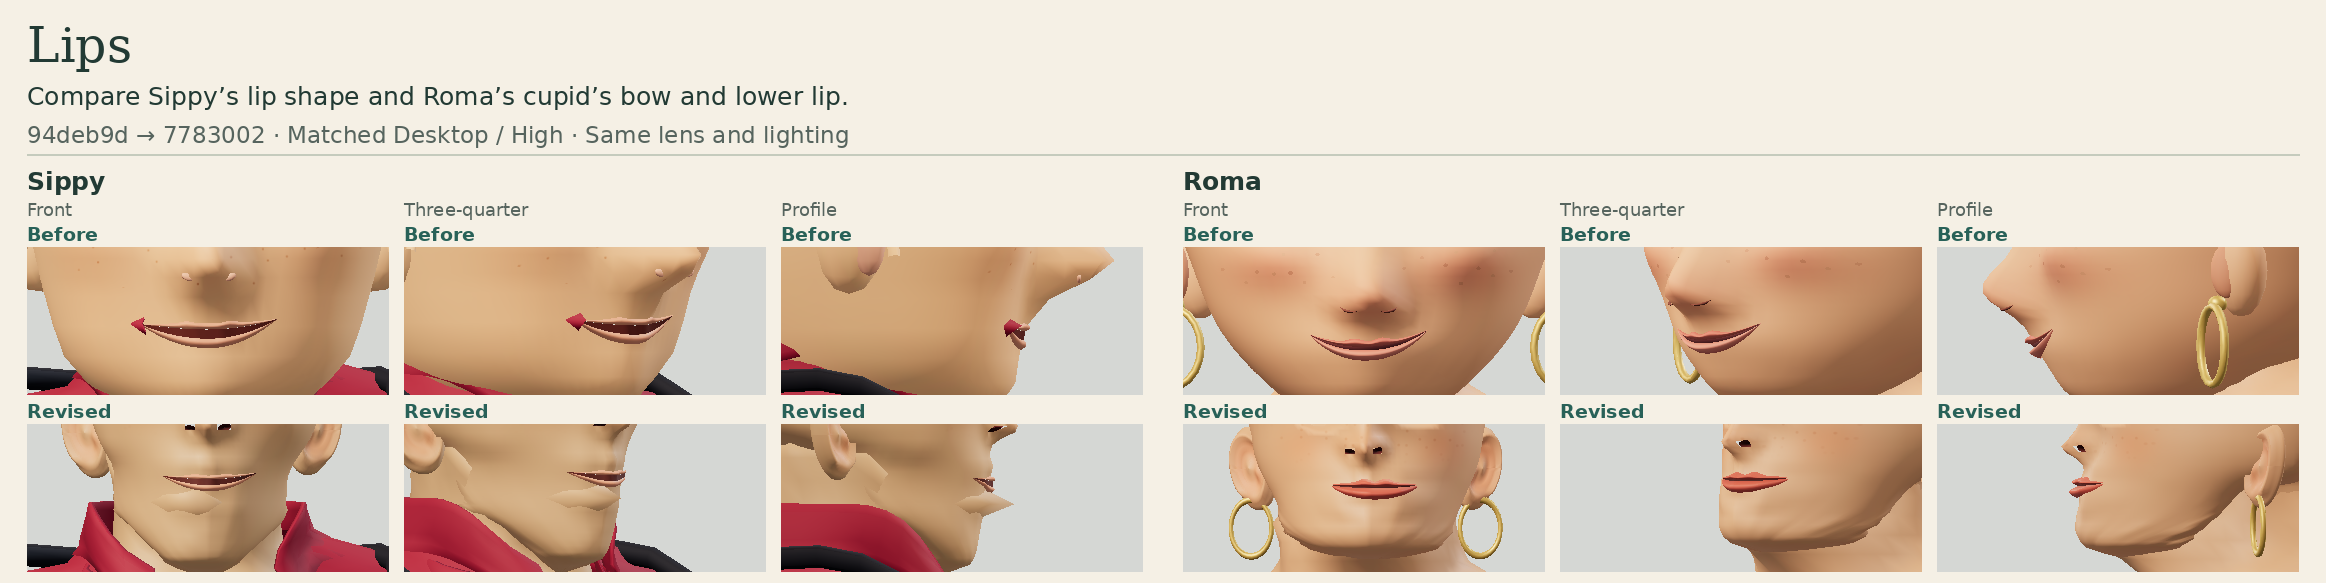 Lips
Compare Sippy’s lip shape and Roma’s cupid’s bow and lower lip.
94deb9d → 7783002 · Matched Desktop / High · Same lens and lighting
Sippy
Front
Three-quarter
Profile
Before
Before
Before
Revised
Revised
Revised
Roma
Front
Three-quarter
Profile
Before
Before
Before
Revised
Revised
Revised